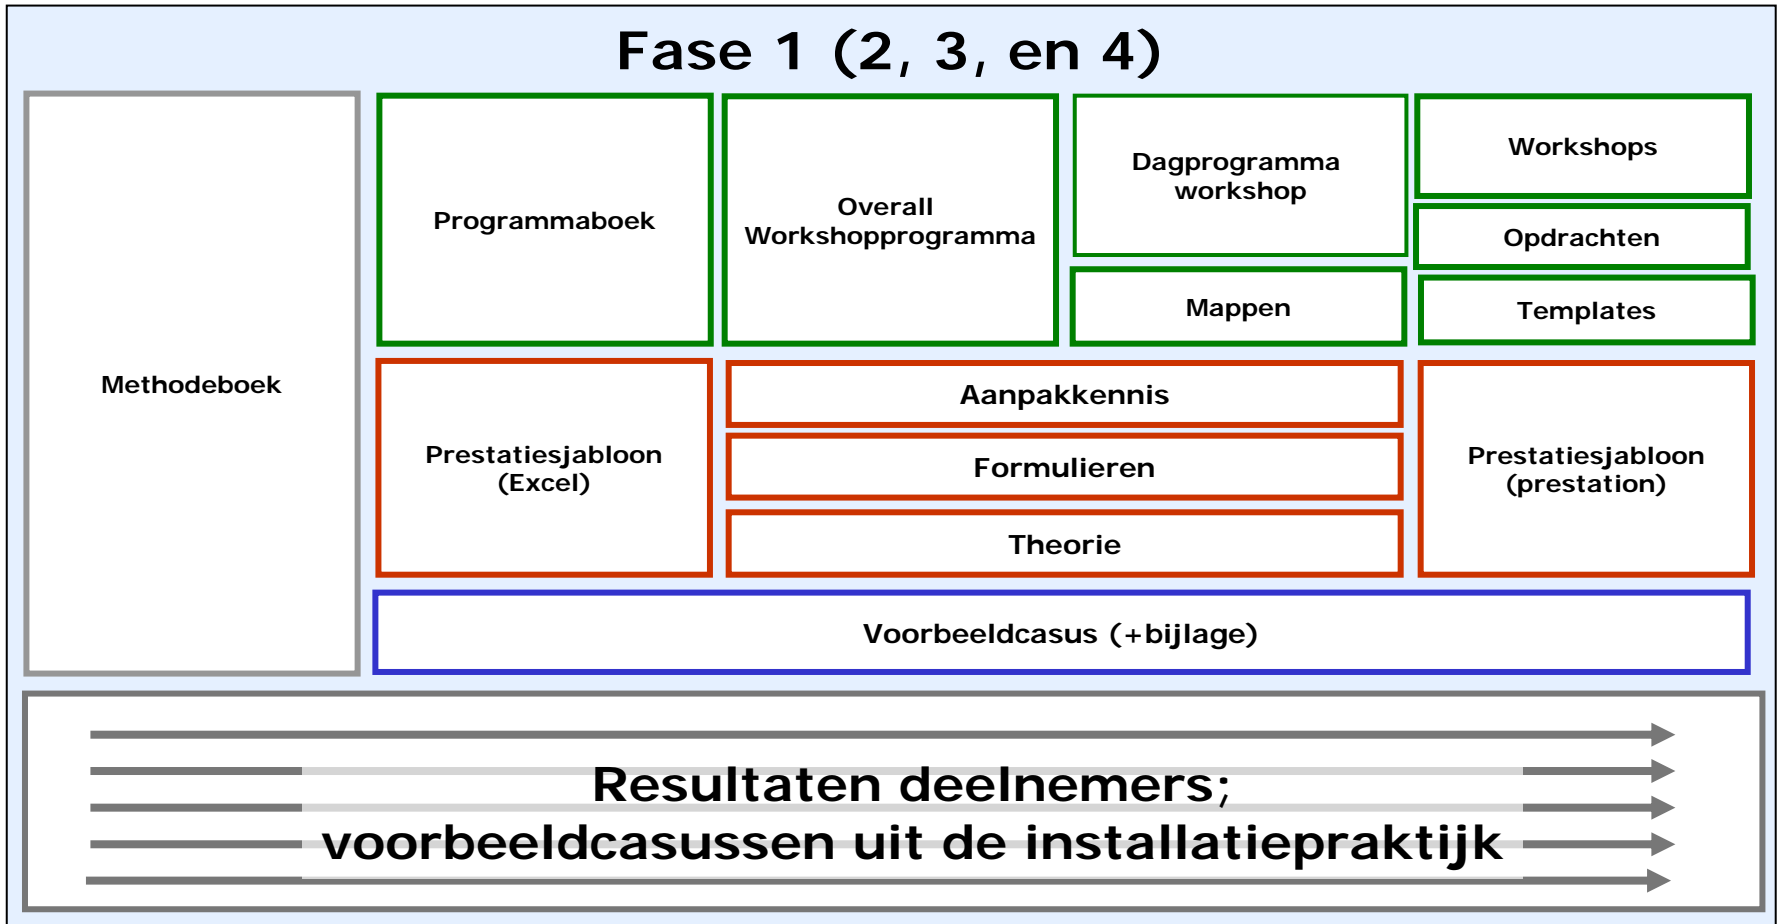 Fase 1 (2, 3, en 4)
Methodeboek
Programmaboek
Overall
Workshopprogramma
Dagprogramma
workshop
Mappen
Workshops
Opdrachten
Templates
Prestatiesjabloon
(Excel)
Aanpakkennis
Formulieren
Theorie
Prestatiesjabloon
(prestation)
Voorbeeldcasus (+bijlage)
Resultaten deelnemers;
voorbeeldcasussen uit de installatiepraktijk